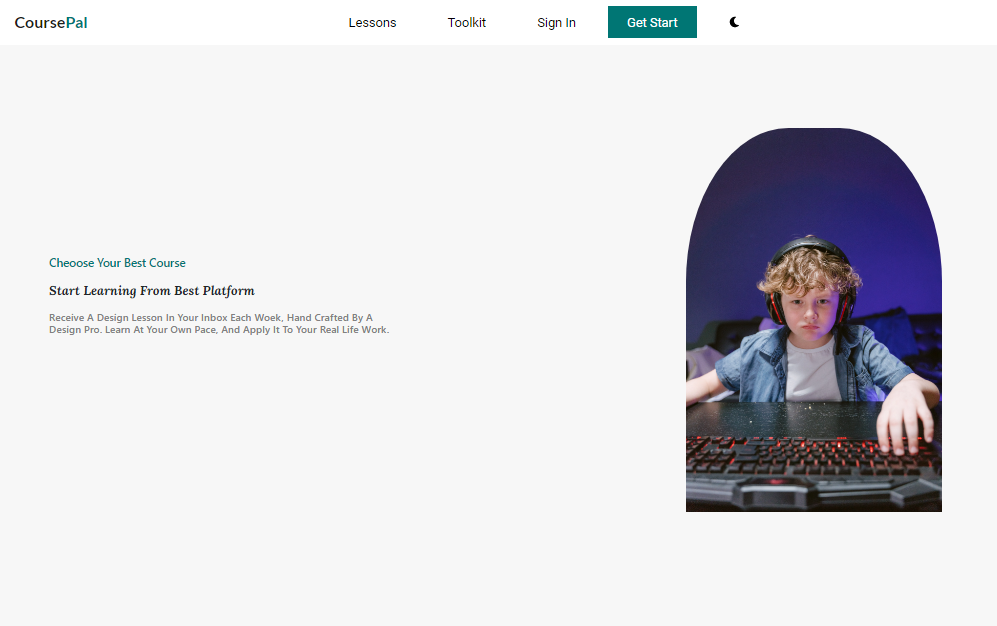 CoursePal
Lessons
Toolkit
Sign In
Get Start
Cheoose Your Best Course
Start Learning From Best Platform
Receive A Design Lesson In Your Inbox Each Woek, Hand Crafted By A
Design Pro. Learn At Your Own Pace, And Apply It To Your Real Life Work.